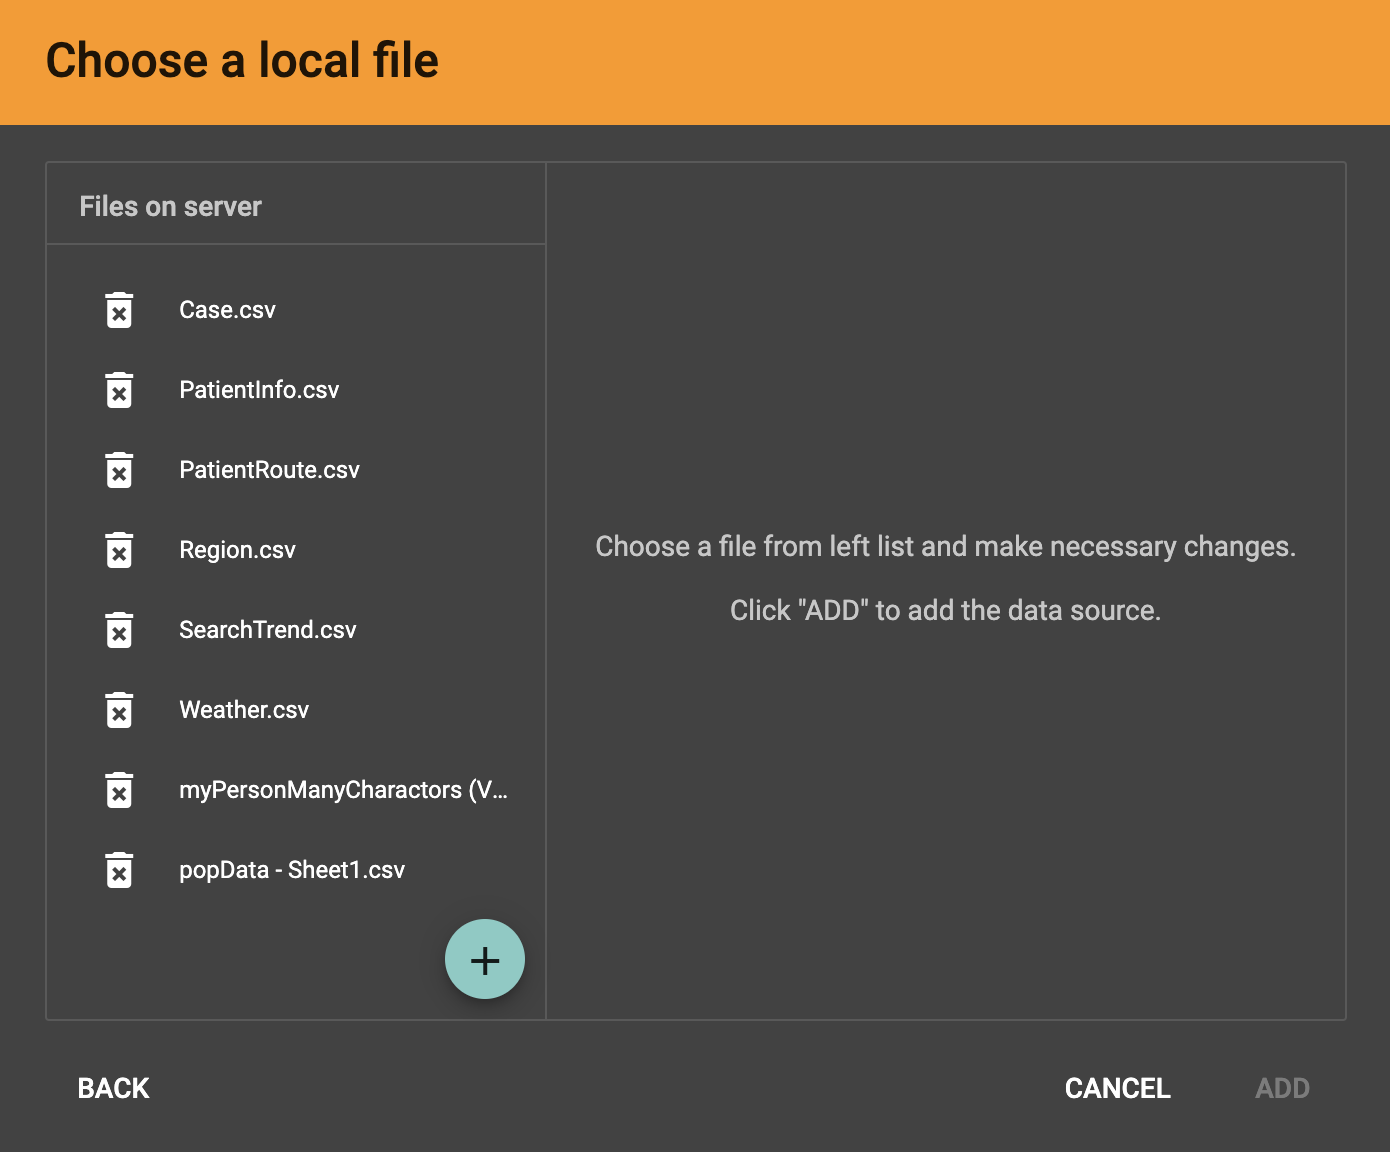 Choose a local file
Files on server
Case.csv
PatientInfo.csv
PatientRoute.csv
Region.csv
SearchTrend.csv
Weather.csv
myPersonManyCharactors (V...
popData - Sheet1.csv
Choose a file from left list and make necessary changes.
Click "ADD" to add the data source.
BACK
CANCEL
ADD